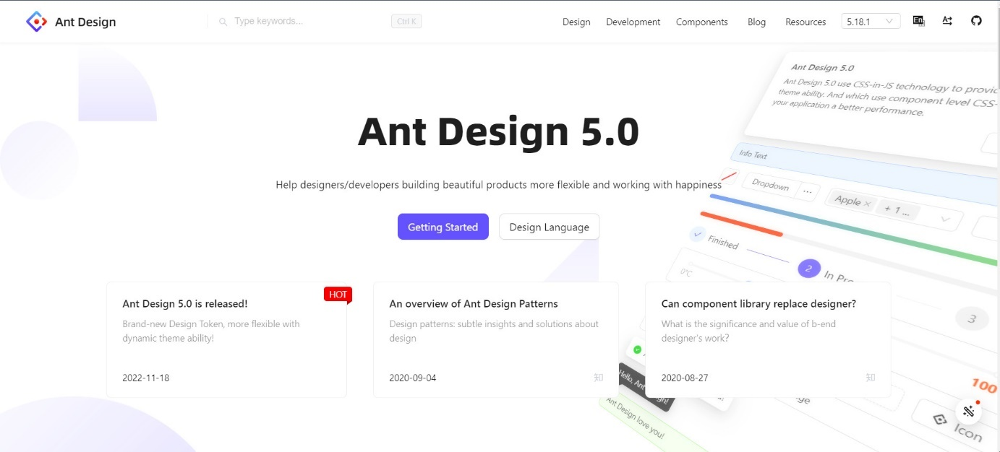 Ant Design
Type keywords...
Ctrl K
Design
Development
Components
Blog
Resources
5.18.1
En
Ant Design 5.0
Ant Design 5.0 use CSS-in-JS technology to provid
theme ability. And which use component level CSS-
your application a better performance.
Ant Design 5.0
Help designers/developers building beautiful products more flexible and working with happiness
Info Text
Dropdown
...
Apple
+ 1 ...
Getting Started
Design Language
Finished
2
In Pro
0°C
3
Ant Design 5.0 is released!
HOT
Brand-new Design Token, more flexible with
dynamic theme ability!
2022-11-18
An overview of Ant Design Patterns
Design patterns: subtle insights and solutions about
design
2020-09-04
知
Can component library replace designer?
What is the significance and value of b-end
designer's work?
2020-08-27
知
Hello, Ant
gn!
Ant Design love you!
ge
100
Icon